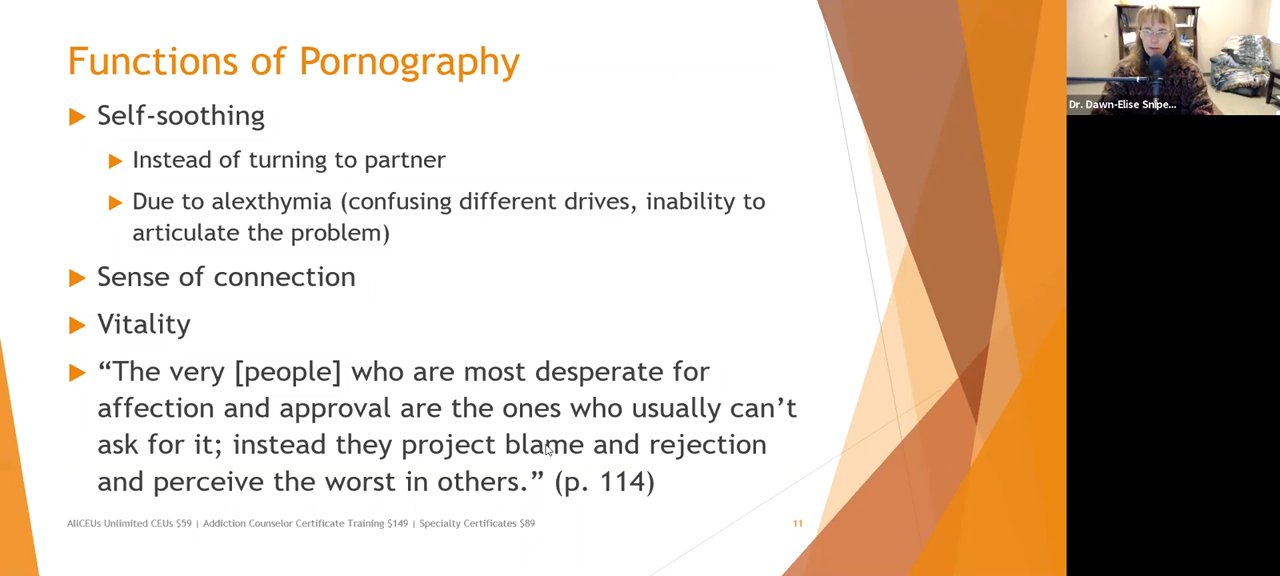 Functions of Pornography
Self-soothing
Instead of turning to partner
Due to alexthymia (confusing different drives, inability to
articulate the problem)
Sense of connection
Vitality
“The very [people] who are most desperate for
affection and approval are the ones who usually can’t
ask for it; instead they project blame and rejection
and perceive the worst in others.” (p. 114)
AllCEUs Unlimited CEUs $59 | Addiction Counselor Certificate Training $149 | Specialty Certificates $89
11
Dr. Dawn-Elise Snipe...